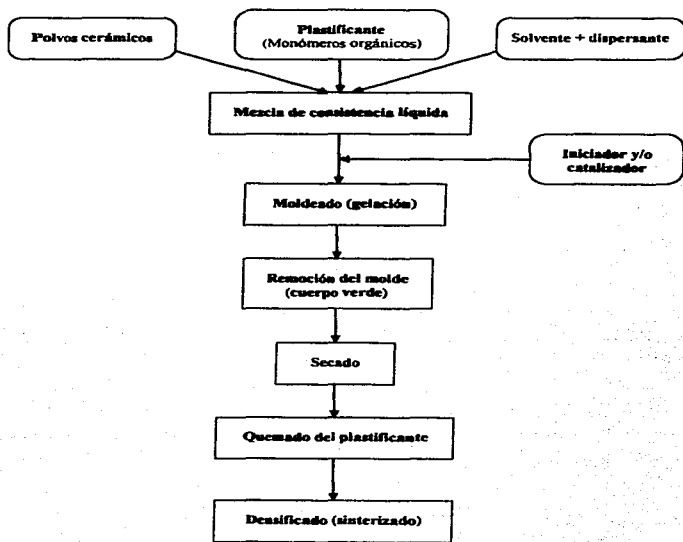 Polvos cerámicos
Plastificante
(Monómeros orgánicos)
Solvente + dispersante
Mezcla de consistencia líquida
Iniciador y/o
catalizador
Moldeado (gelación)
Remoción del molde
(cuerpo verde)
Secado
Quemado del plastificante
Densificado (sinterizado)